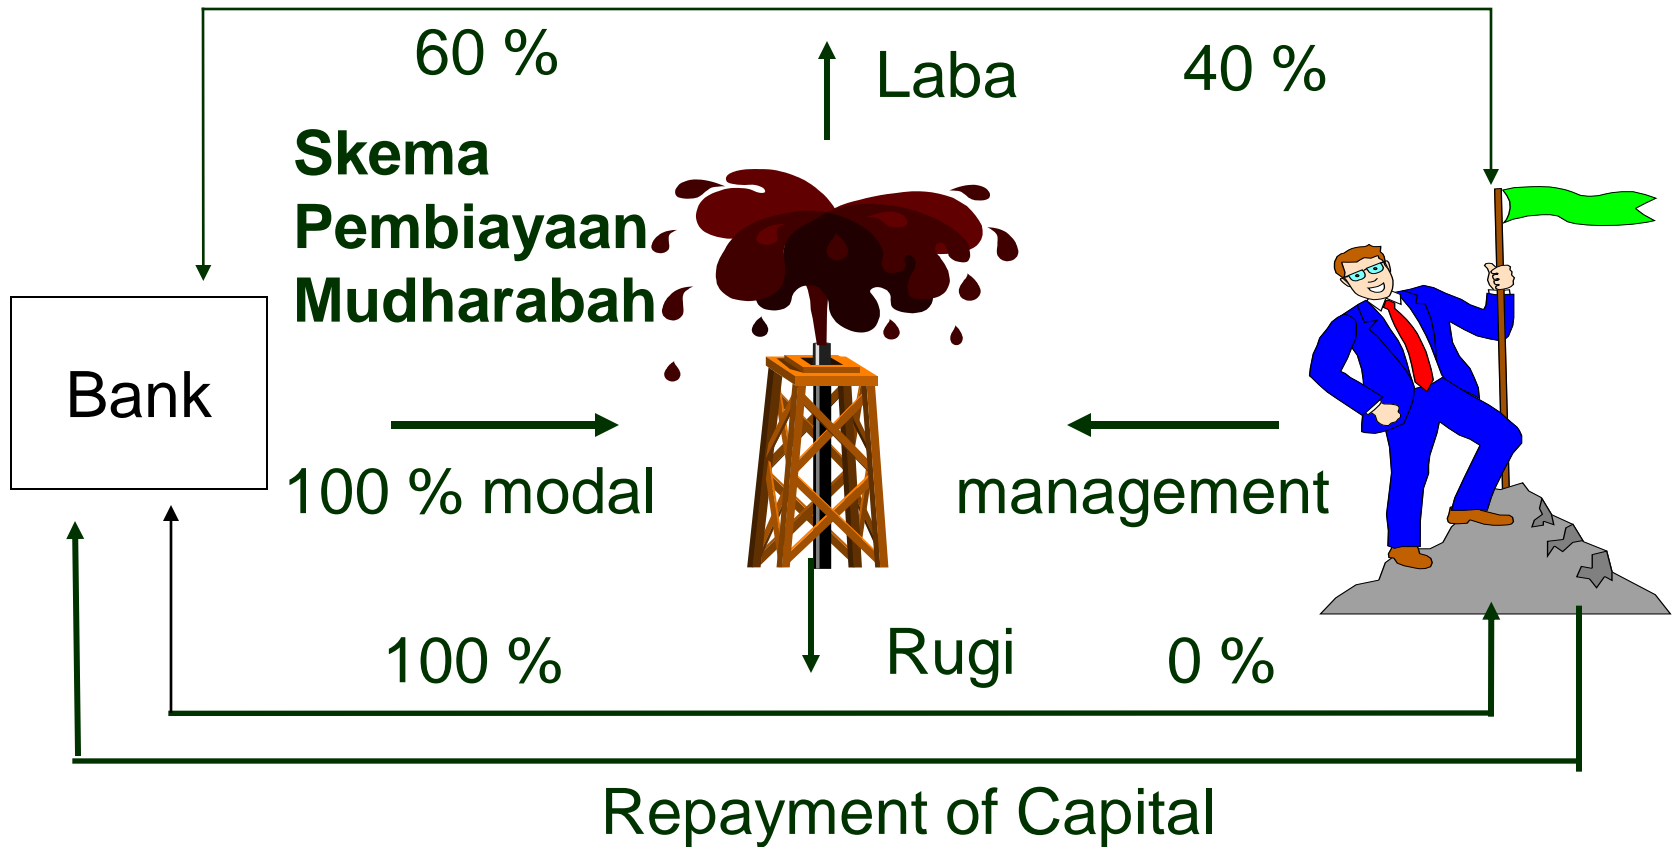 60 %
Laba
40 %
Skema
Pembiayaan
Mudharabah
Bank
100 % modal
management
100 %
Rugi
0 %
Repayment of Capital